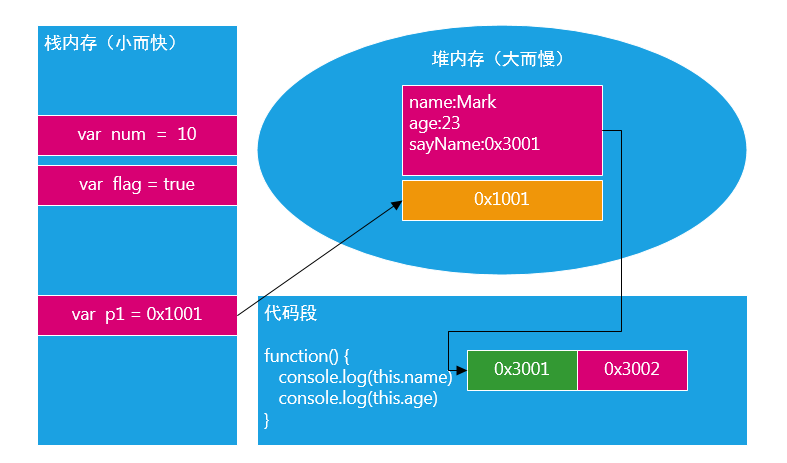 栈内存（小而快）
var num = 10
var flag = true
var p1 = 0x1001
堆内存（大而慢）
name:Mark
age:23
sayName:0x3001
0x1001
代码段
function() {
console.log(this.name)
console.log(this.age)
}
0x3001
0x3002